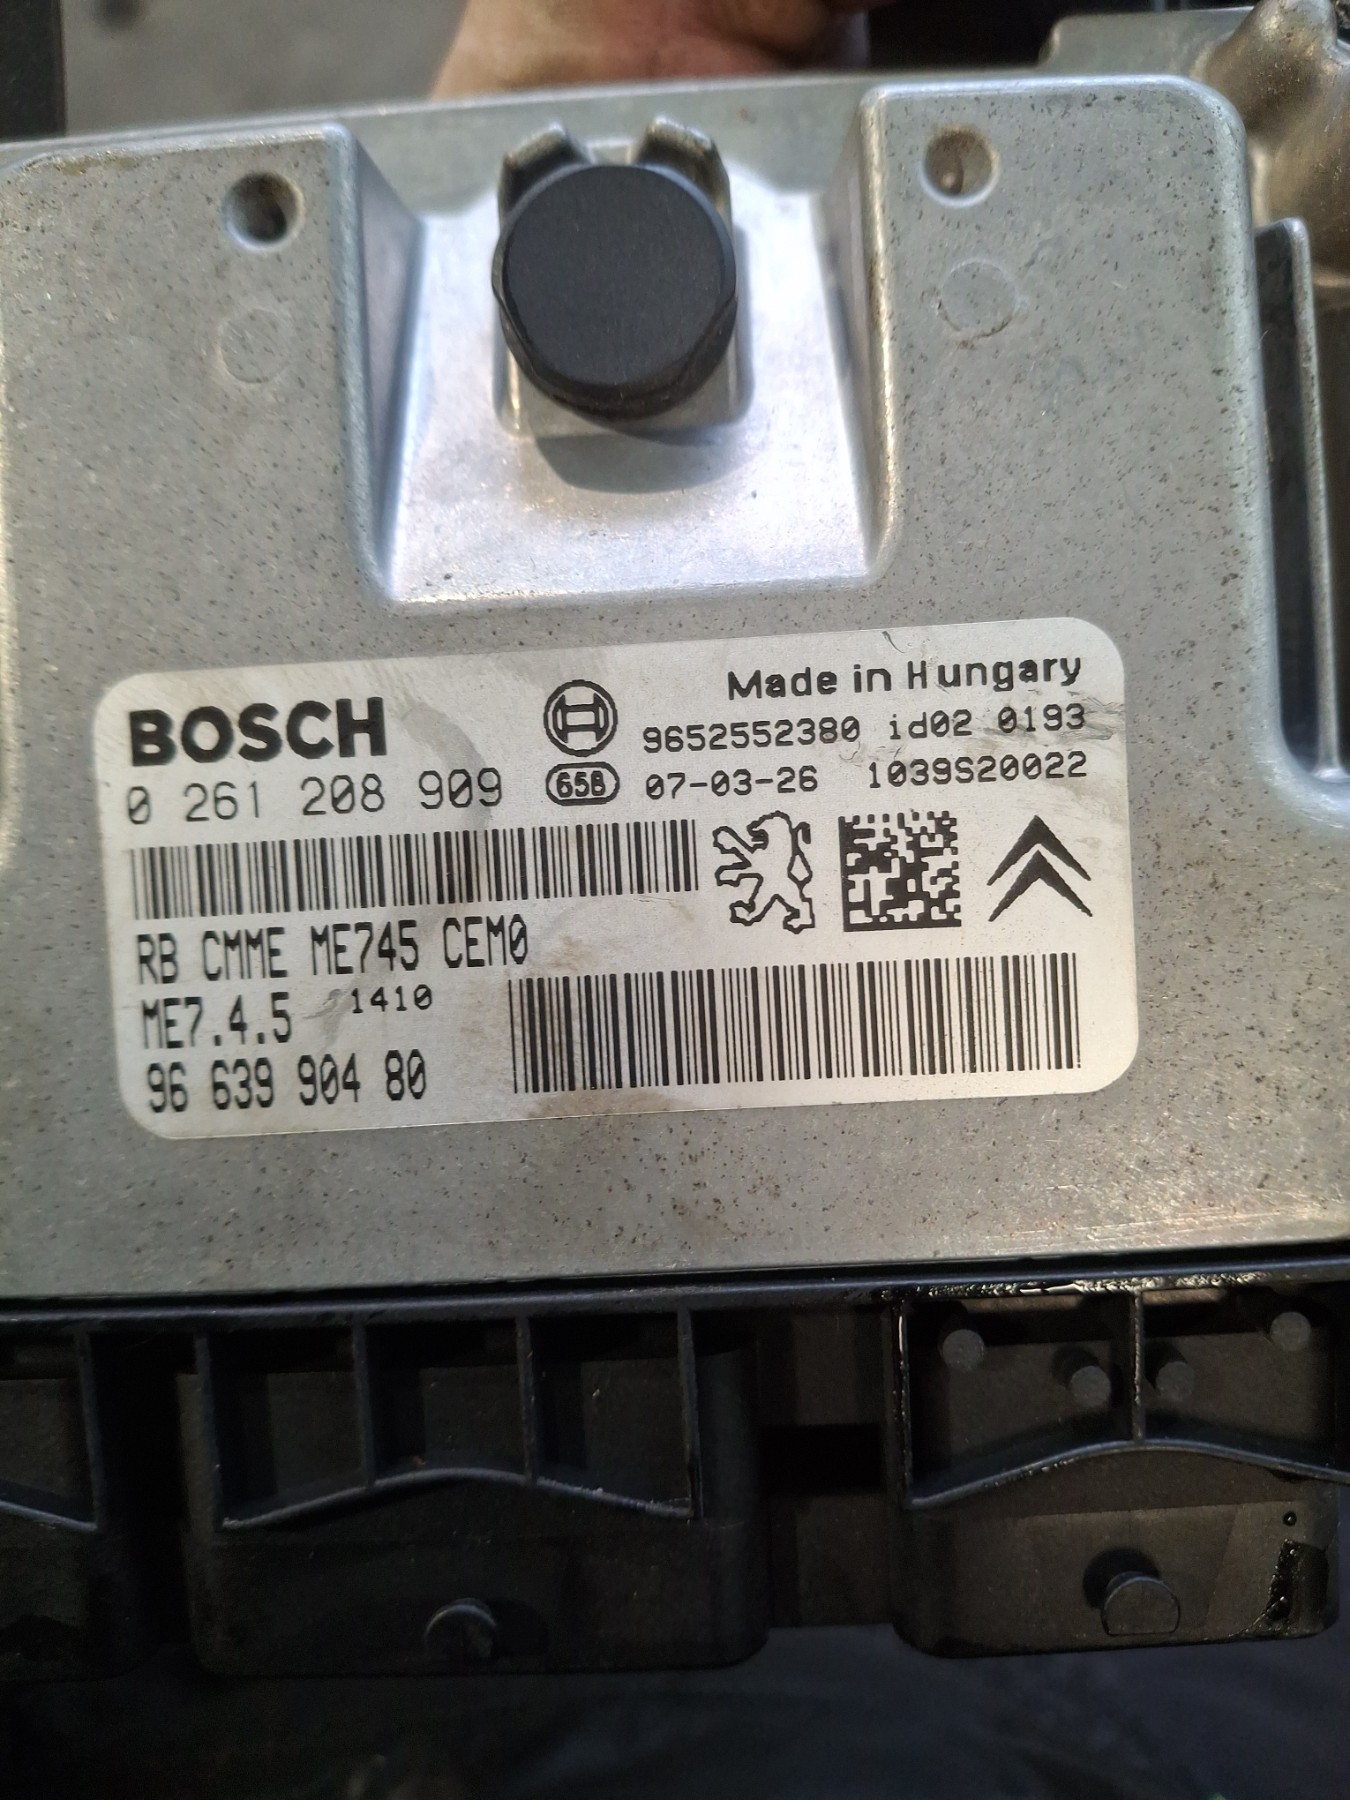 Made in Hungary
BOSCH
9652552380 id02 0193
0 261 208 909
658 07-03-26 1039S20022
RB CMME ME745 CEM0
ME7.4.5 1410
96 639 904 80